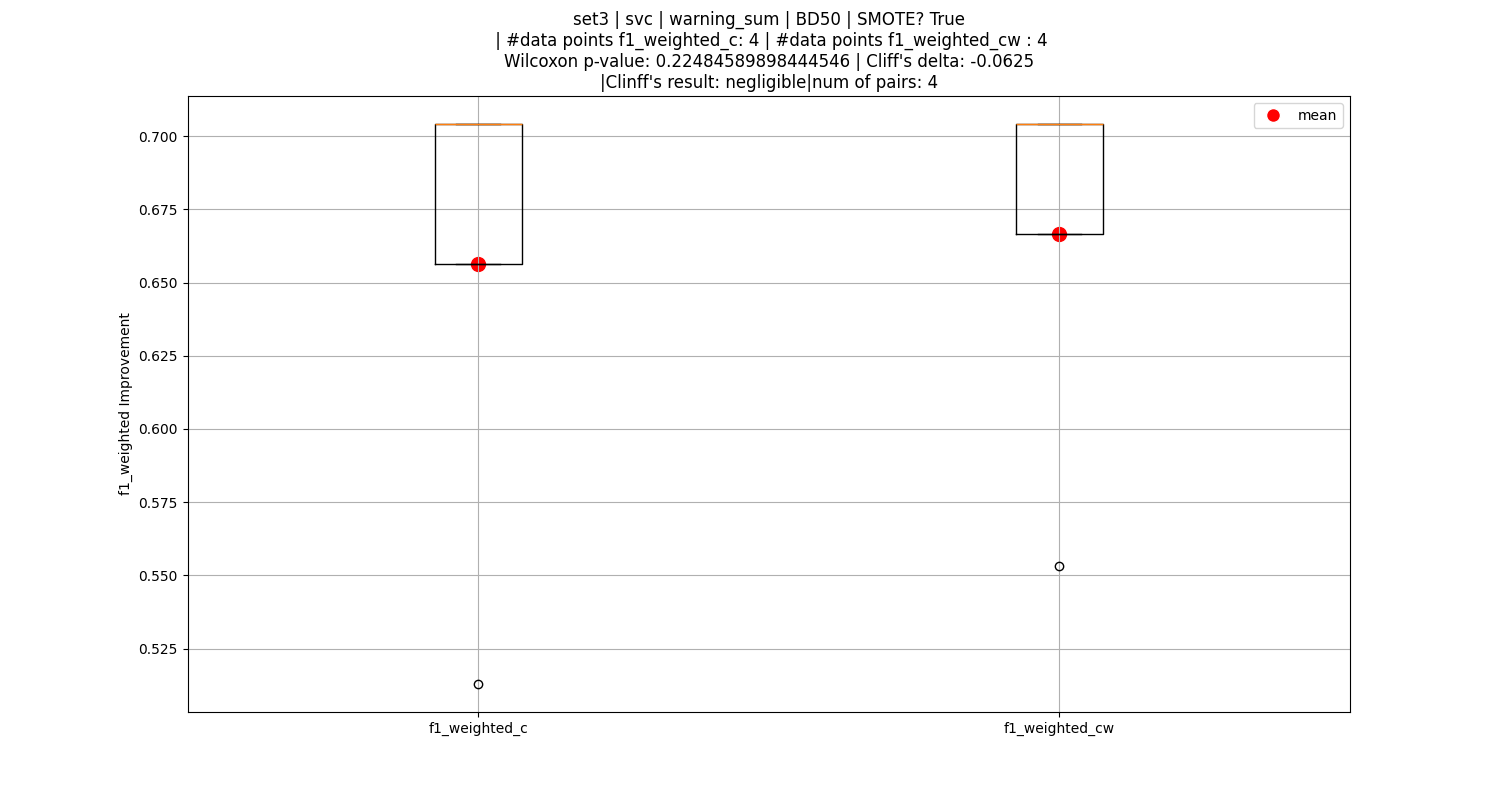 set3 | svc | warning_sum | BD50 | SMOTE? True
| #data points f1_weighted_c: 4 | #data points f1_weighted_cw : 4
Wilcoxon p-value: 0.22484589898444546 | Cliff's delta: -0.0625
|Clinff's result: negligible|num of pairs: 4
mean
0.700
0.675
0.650
0.625
0.600
0.575
0.550
0.525
f1_weighted Improvement
f1_weighted_c
f1_weighted_cw